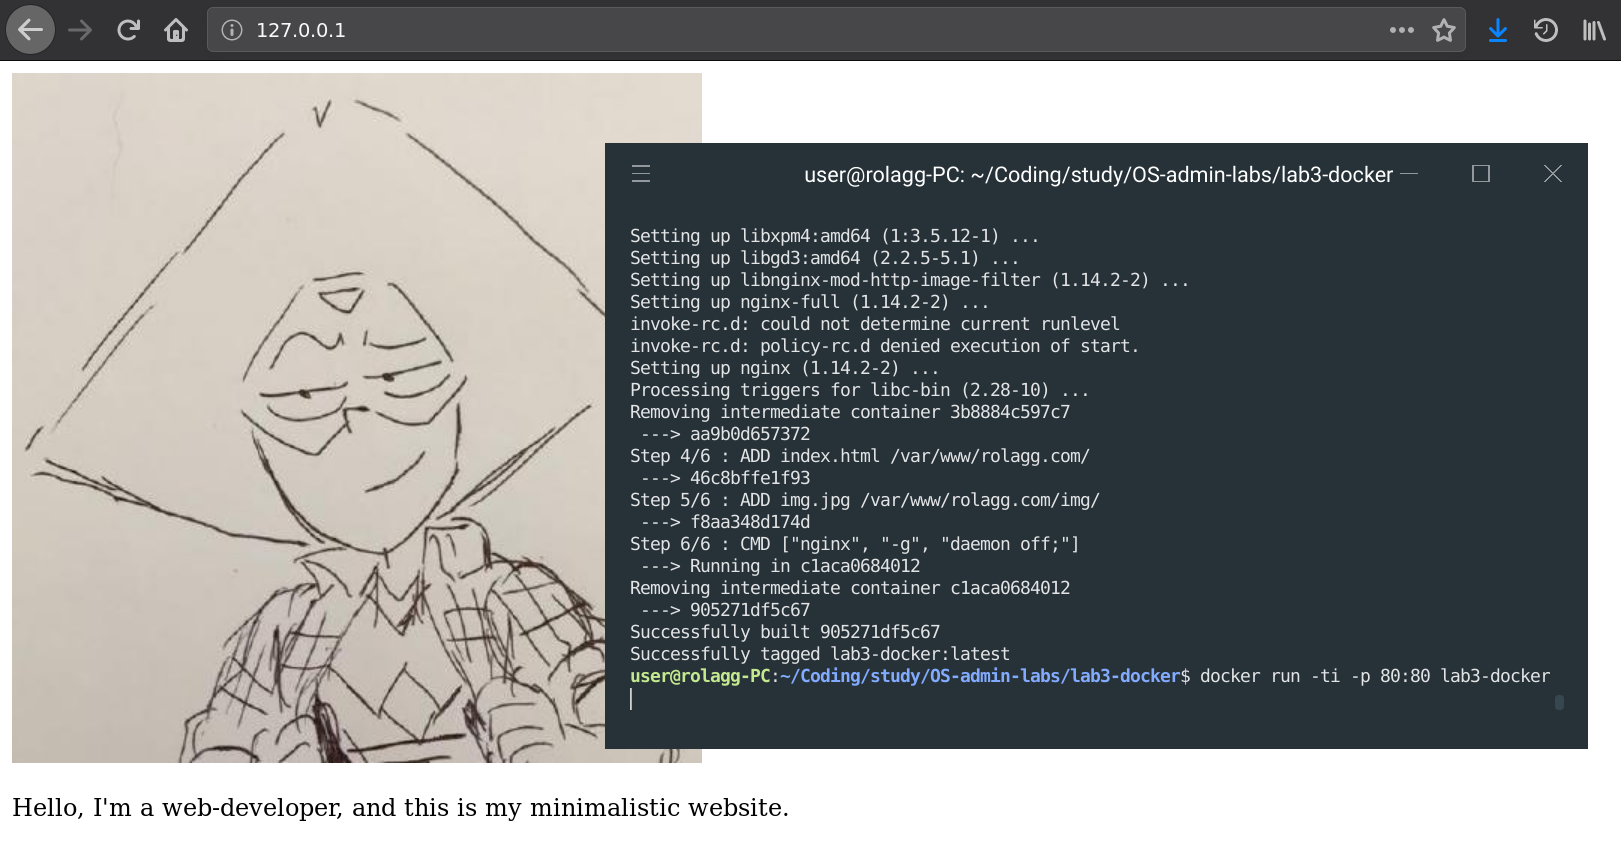 127.0.0.1
user@rolagg-PC: ~/Coding/study/OS-admin-labs/lab3-docker
Setting up libxpm4:amd64 (1:3.5.12-1) ...
Setting up libgd3:amd64 (2.2.5-5.1) ...
Setting up libnginx-mod-http-image-filter (1.14.2-2) ...
Setting up nginx-full (1.14.2-2) ...
invoke-rc.d: could not determine current runlevel
invoke-rc.d: policy-rc.d denied execution of start.
Setting up nginx (1.14.2-2) ...
Processing triggers for libc-bin (2.28-10) ...
Removing intermediate container 3b8884c597c7
 ---> aa9b0d657372
Step 4/6 : ADD index.html /var/www/rolagg.com/
 ---> 46c8bffe1f93
Step 5/6 : ADD img.jpg /var/www/rolagg.com/img/
 ---> f8aa348d174d
Step 6/6 : CMD ["nginx", "-g", "daemon off;"]
 ---> Running in c1aca0684012
Removing intermediate container c1aca0684012
 ---> 905271df5c67
Successfully built 905271df5c67
Successfully tagged lab3-docker:latest
user@rolagg-PC:~/Coding/study/OS-admin-labs/lab3-docker$ docker run -ti -p 80:80 lab3-docker
Hello, I'm a web-developer, and this is my minimalistic website.